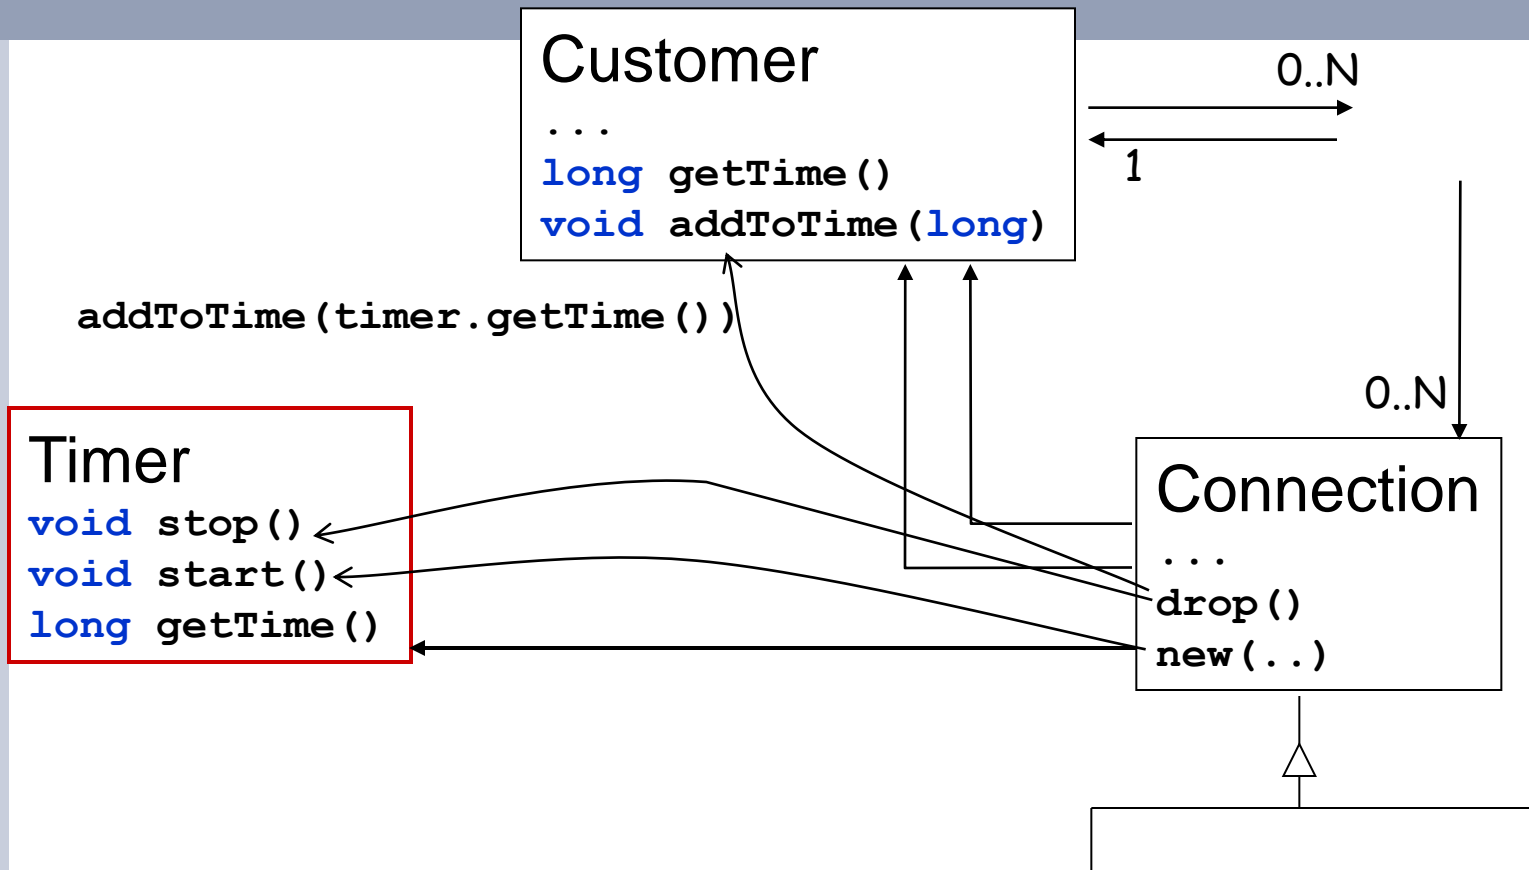 Customer
...
long getTime()
void addToTime(long)
0..N
1
addToTime(timer.getTime())
0..N
Timer
void stop()
void start()
long getTime()
Connection
...
drop()
new(..)